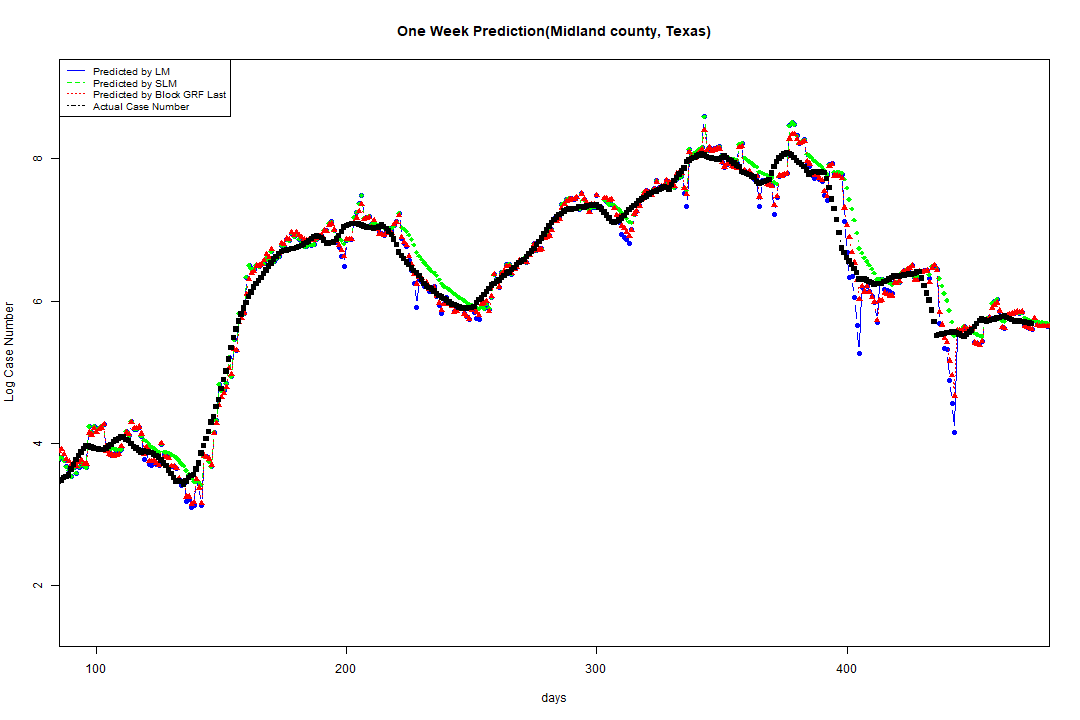 One Week Prediction(Midland county, Texas)
Predicted by LM
Predicted by SLM
Predicted by Block GRF Last
Actual Case Number
8
6
4
2
Log Case Number
100 200 300 400
days